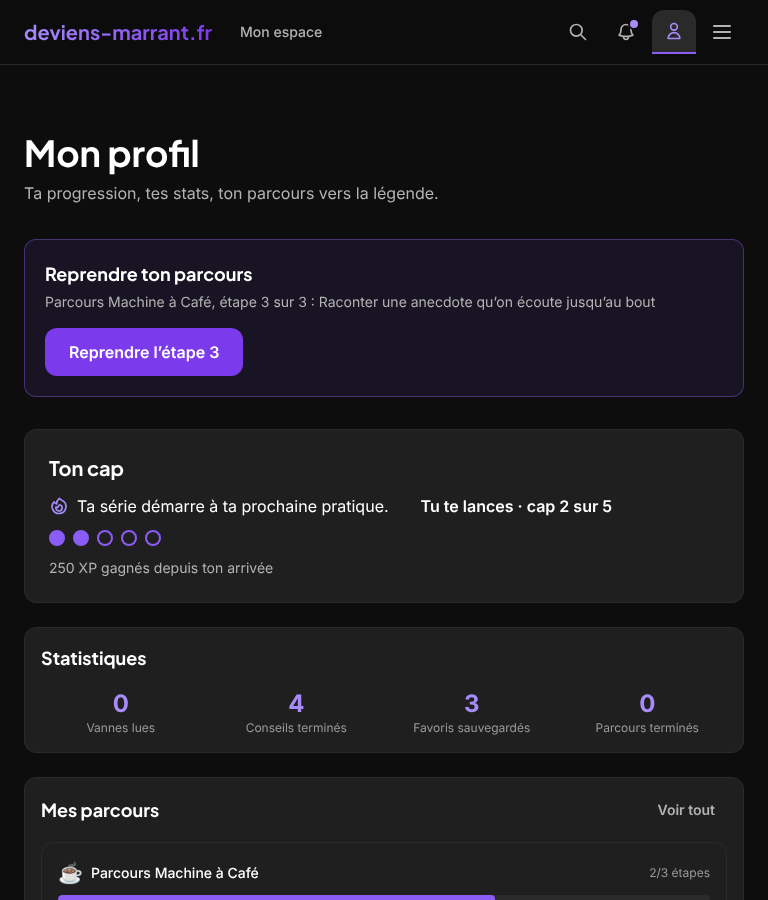 deviens-marrant.fr
Mon espace
Mon profil
Ta progression, tes stats, ton parcours vers la légende.
Reprendre ton parcours
Parcours Machine à Café, étape 3 sur 3 : Raconter une anecdote qu’on écoute jusqu’au bout
Reprendre l’étape 3
Ton cap
Ta série démarre à ta prochaine pratique.
Tu te lances · cap 2 sur 5
250 XP gagnés depuis ton arrivée
Statistiques
0
Vannes lues
4
Conseils terminés
3
Favoris sauvegardés
0
Parcours terminés
Mes parcours
Voir tout
Parcours Machine à Café
2/3 étapes